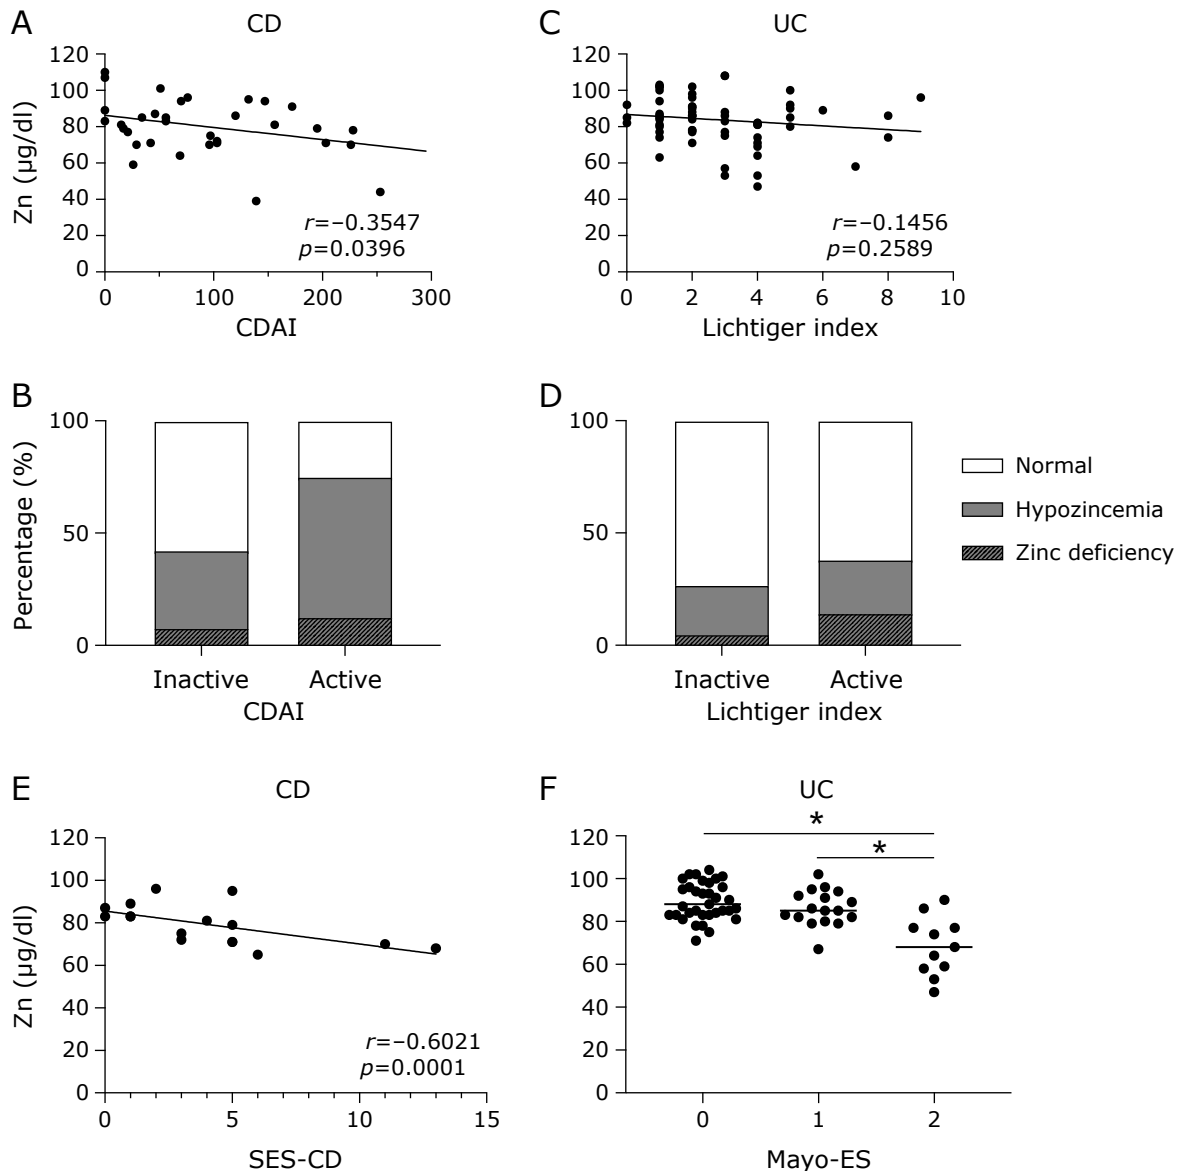 A
CD
Zn (μg/dl)
120
100
80
60
40
20
0
r=−0.3547
p=0.0396
0 100 200 300
CDAI
C
UC
120
100
80
60
40
20
0
r=−0.1456
p=0.2589
0 2 4 6 8 10
Lichtiger index
B
Percentage (%)
100
50
0
Inactive Active
CDAI
D
100
50
0
Inactive Active
Lichtiger index
Normal
Hypozincemia
Zinc deficiency
E
CD
Zn (μg/dl)
120
100
80
60
40
20
0
r=−0.6021
p=0.0001
0 5 10 15
SES-CD
F
UC
*
*
120
100
80
60
40
20
0
0 1 2
Mayo-ES